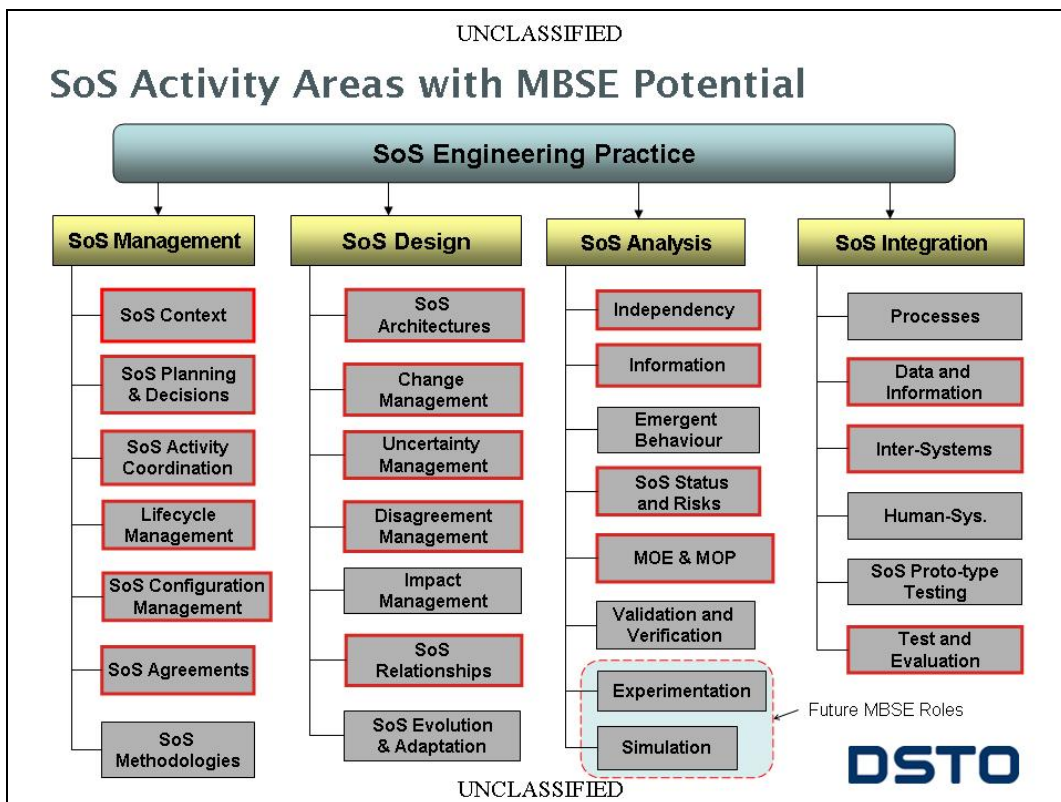 UNCLASSIFIED
SoS Activity Areas with MBSE Potential
SoS Engineering Practice
SoS Management
SoS Context
SoS Planning
& Decisions
SoS Activity
Coordination
Lifecycle
Management
SoS Configuration
Management
SoS Agreements
SoS
Methodologies
SoS Design
SoS
Architectures
Change
Management
Uncertainty
Management
Disagreement
Management
Impact
Management
SoS
Relationships
SoS Evolution
& Adaptation
SoS Analysis
Independency
Information
Emergent
Behaviour
SoS Status
and Risks
MOE & MOP
Validation and
Verification
Experimentation
Simulation
SoS Integration
Processes
Data and
Information
Inter-Systems
Human-Sys.
SoS Proto-type
Testing
Test and
Evaluation
Future MBSE Roles
DSTO
UNCLASSIFIED